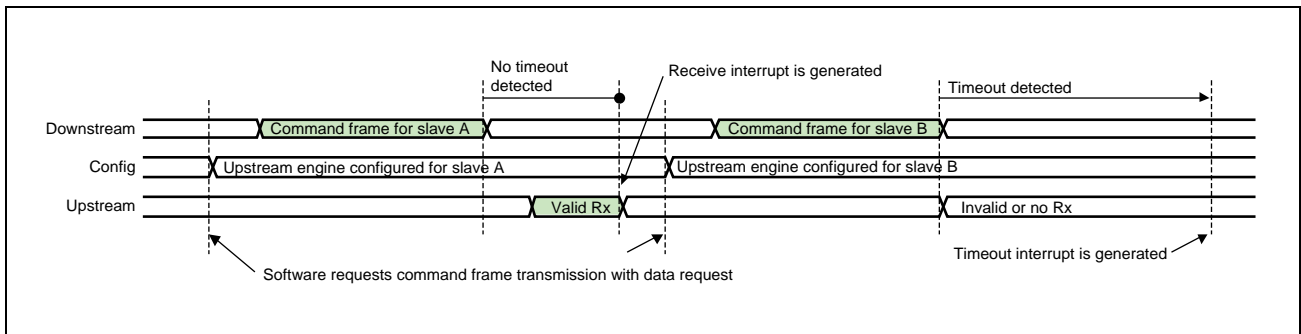 No timeout
detected
Receive interrupt is generated
Timeout detected
Downstream
Command frame for slave A
Command frame for slave B
Config
Upstream engine configured for slave A
Upstream engine configured for slave B
Upstream
Valid Rx
Invalid or no Rx
Timeout interrupt is generated
Software requests command frame transmission with data request